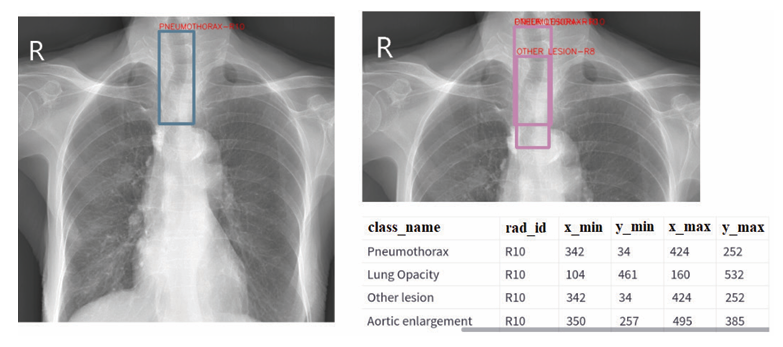 PNEUMOTHORAX-R10
R
R
OTHER_LESION-R8
class_name rad_id x_min y_min x_max y_max
Pneumothorax R10 342 34 424 252
Lung Opacity R10 104 461 160 532
Other lesion R10 342 34 424 252
Aortic enlargement R10 350 257 495 385